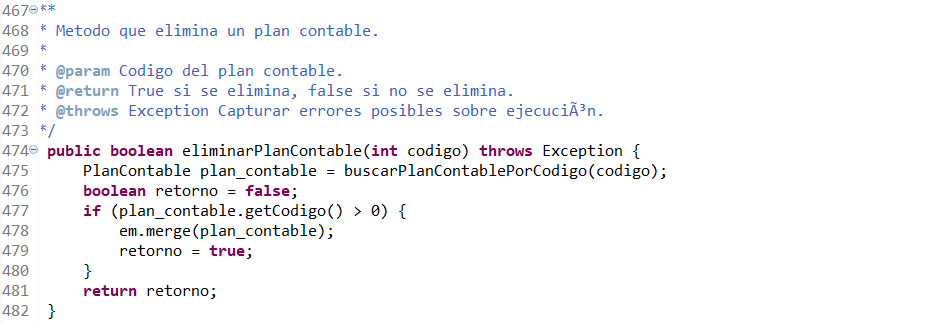 467 **
468 * Metodo que elimina un plan contable.
469 *
470 * @param Codigo del plan contable.
471 * @return True si se elimina, false si no se elimina.
472 * @throws Exception Capturar errores posibles sobre ejecuciÃ³n.
473 */
474 public boolean eliminarPlanContable(int codigo) throws Exception {
475 PlanContable plan_contable = buscarPlanContablePorCodigo(codigo);
476 boolean retorno = false;
477 if (plan_contable.getCodigo() > 0) {
478 em.merge(plan_contable);
479 retorno = true;
480 }
481 return retorno;
482 }